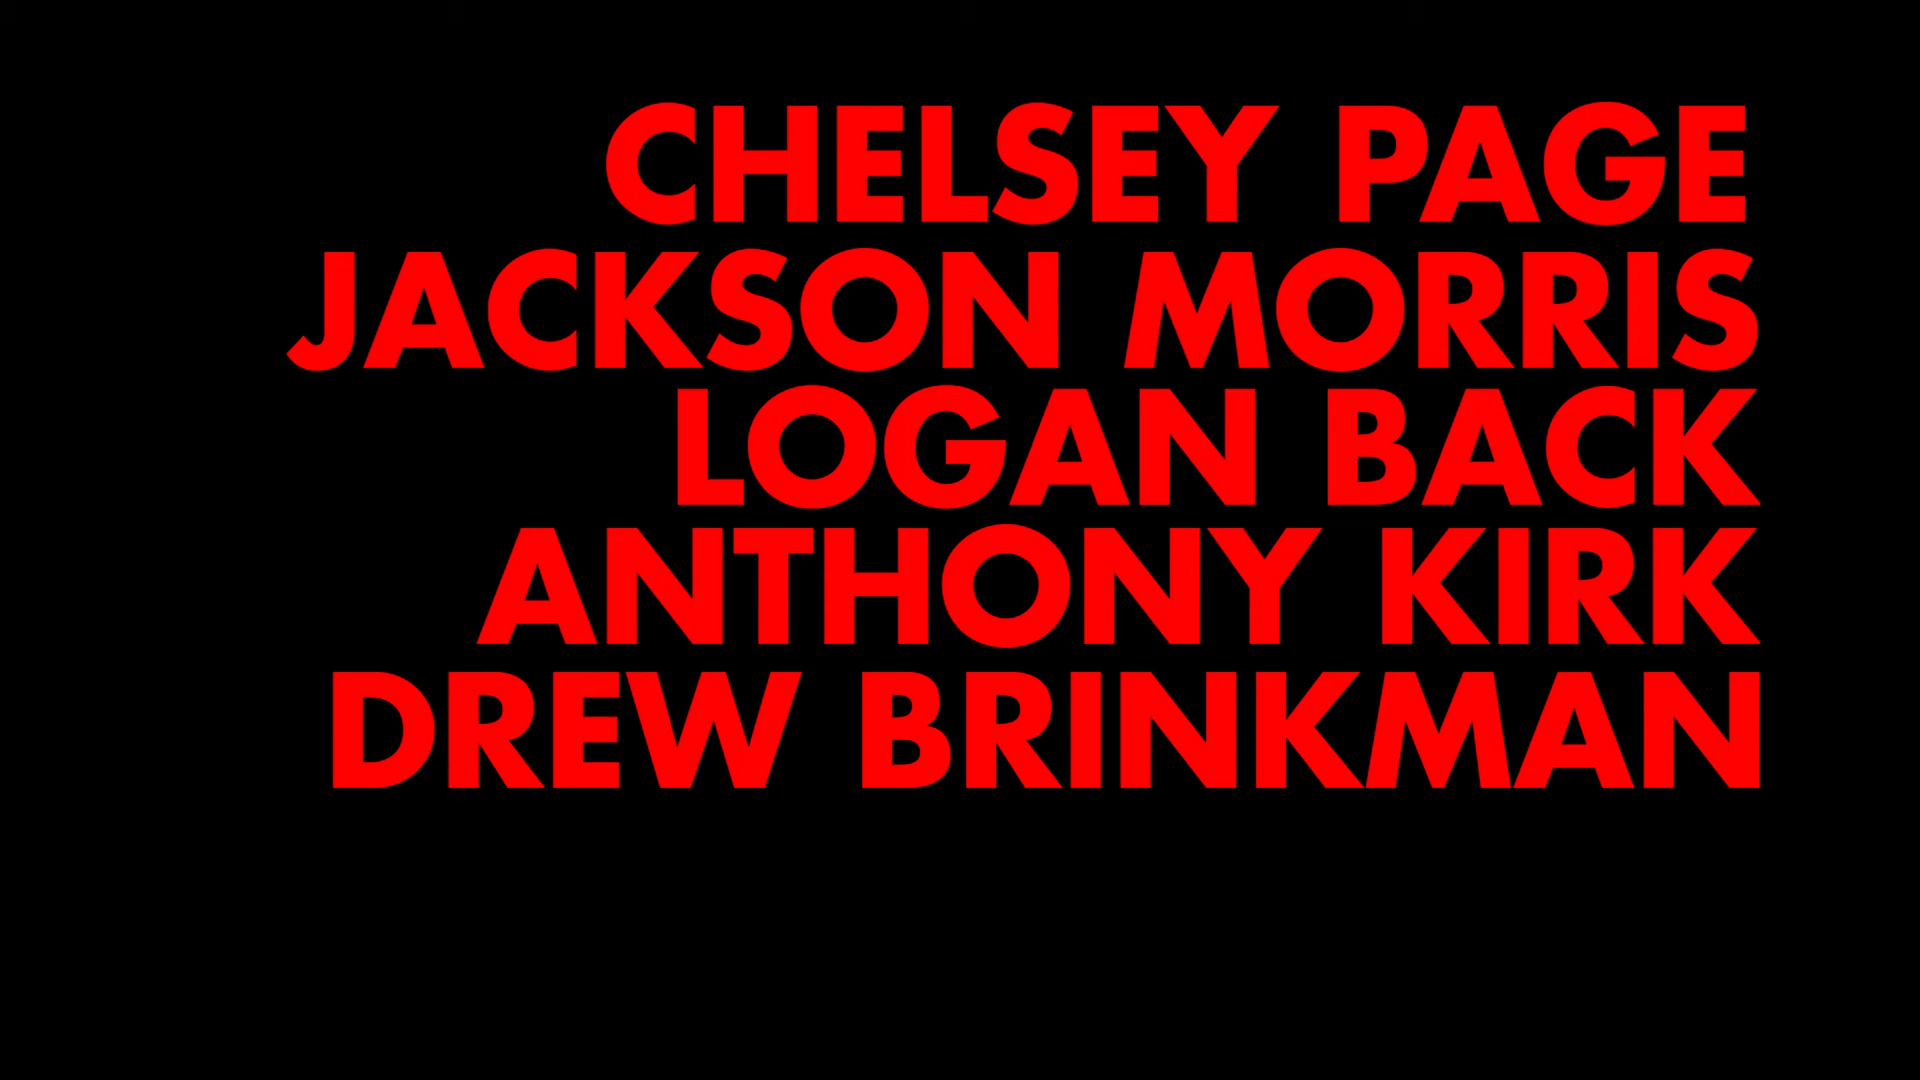 CHELSEY PAGE
JACKSON MORRIS
LOGAN BACK
ANTHONY KIRK
DREW BRINKMAN